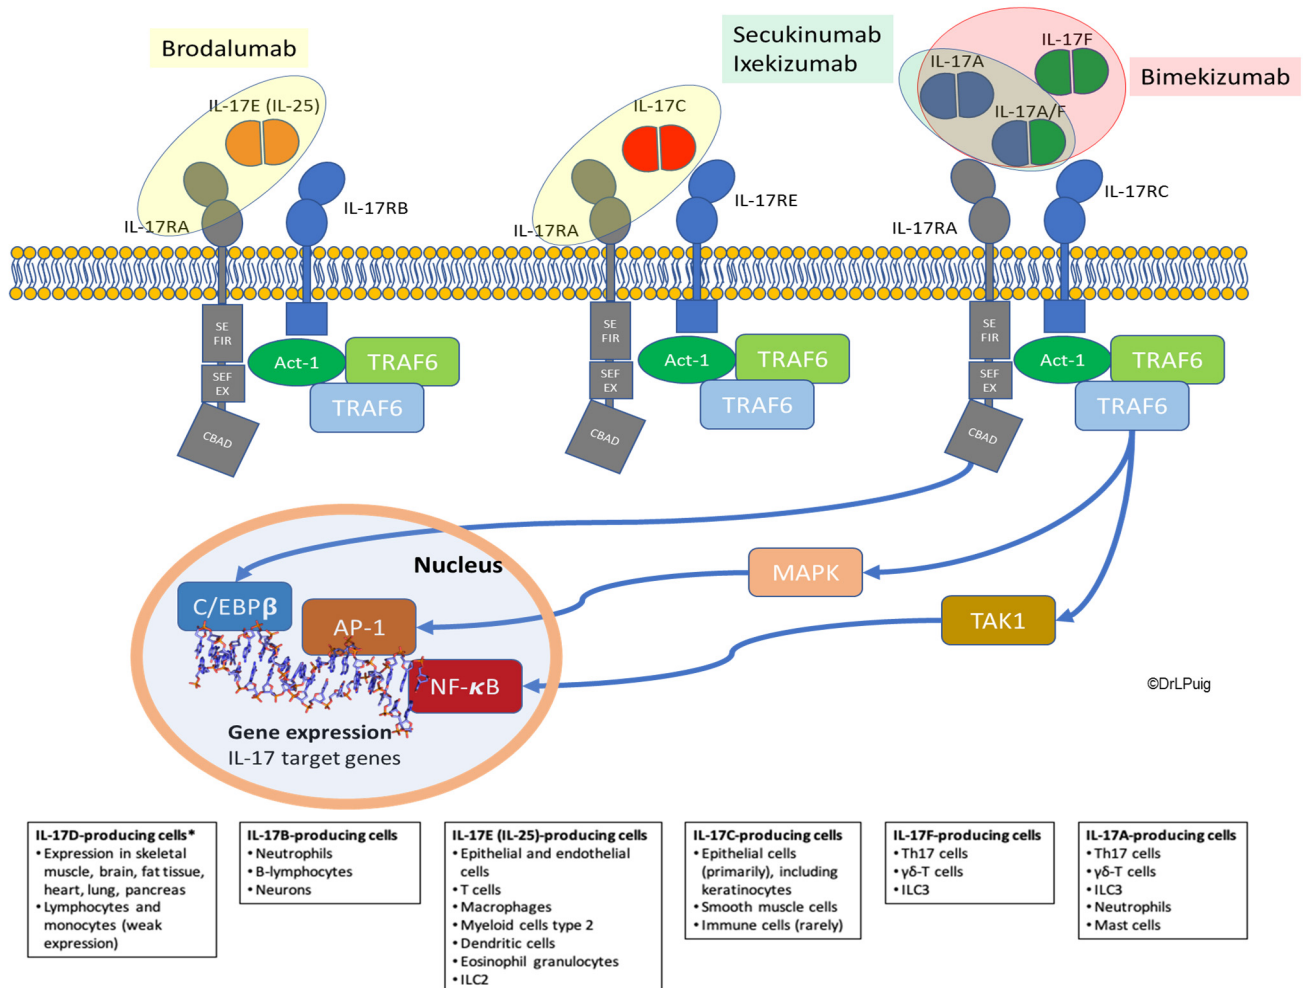 Brodalumab
Secukinumab
Ixekizumab
Bimekizumab
IL-17E (IL-25)
IL-17RA
IL-17RB
IL-17C
IL-17RA
IL-17RE
IL-17A
IL-17F
IL-17A/F
IL-17RA
IL-17RC
SE
FIR
SEF
EX
CBAD
Act-1
TRAF6
TRAF6
SE
FIR
SEF
EX
CBAD
Act-1
TRAF6
TRAF6
SE
FIR
SEF
EX
CBAD
Act-1
TRAF6
TRAF6
Nucleus
MAPK
TAK1
C/EBPβ
AP-1
NF-κB
Gene expression
IL-17 target genes
©DrLPuig
IL-17D-producing cells*
• Expression in skeletal
muscle, brain, fat tissue,
heart, lung, pancreas
• Lymphocytes and
monocytes (weak
expression)
IL-17B-producing cells
• Neutrophils
• B-lymphocytes
• Neurons
IL-17E (IL-25)-producing cells
• Epithelial and endothelial
cells
• T cells
• Macrophages
• Myeloid cells type 2
• Dendritic cells
• Eosinophil granulocytes
• ILC2
IL-17C-producing cells
• Epithelial cells
(primarily), including
keratinocytes
• Smooth muscle cells
• Immune cells (rarely)
IL-17F-producing cells
• Th17 cells
• γδ-T cells
• ILC3
IL-17A-producing cells
• Th17 cells
• γδ-T cells
• ILC3
• Neutrophils
• Mast cells